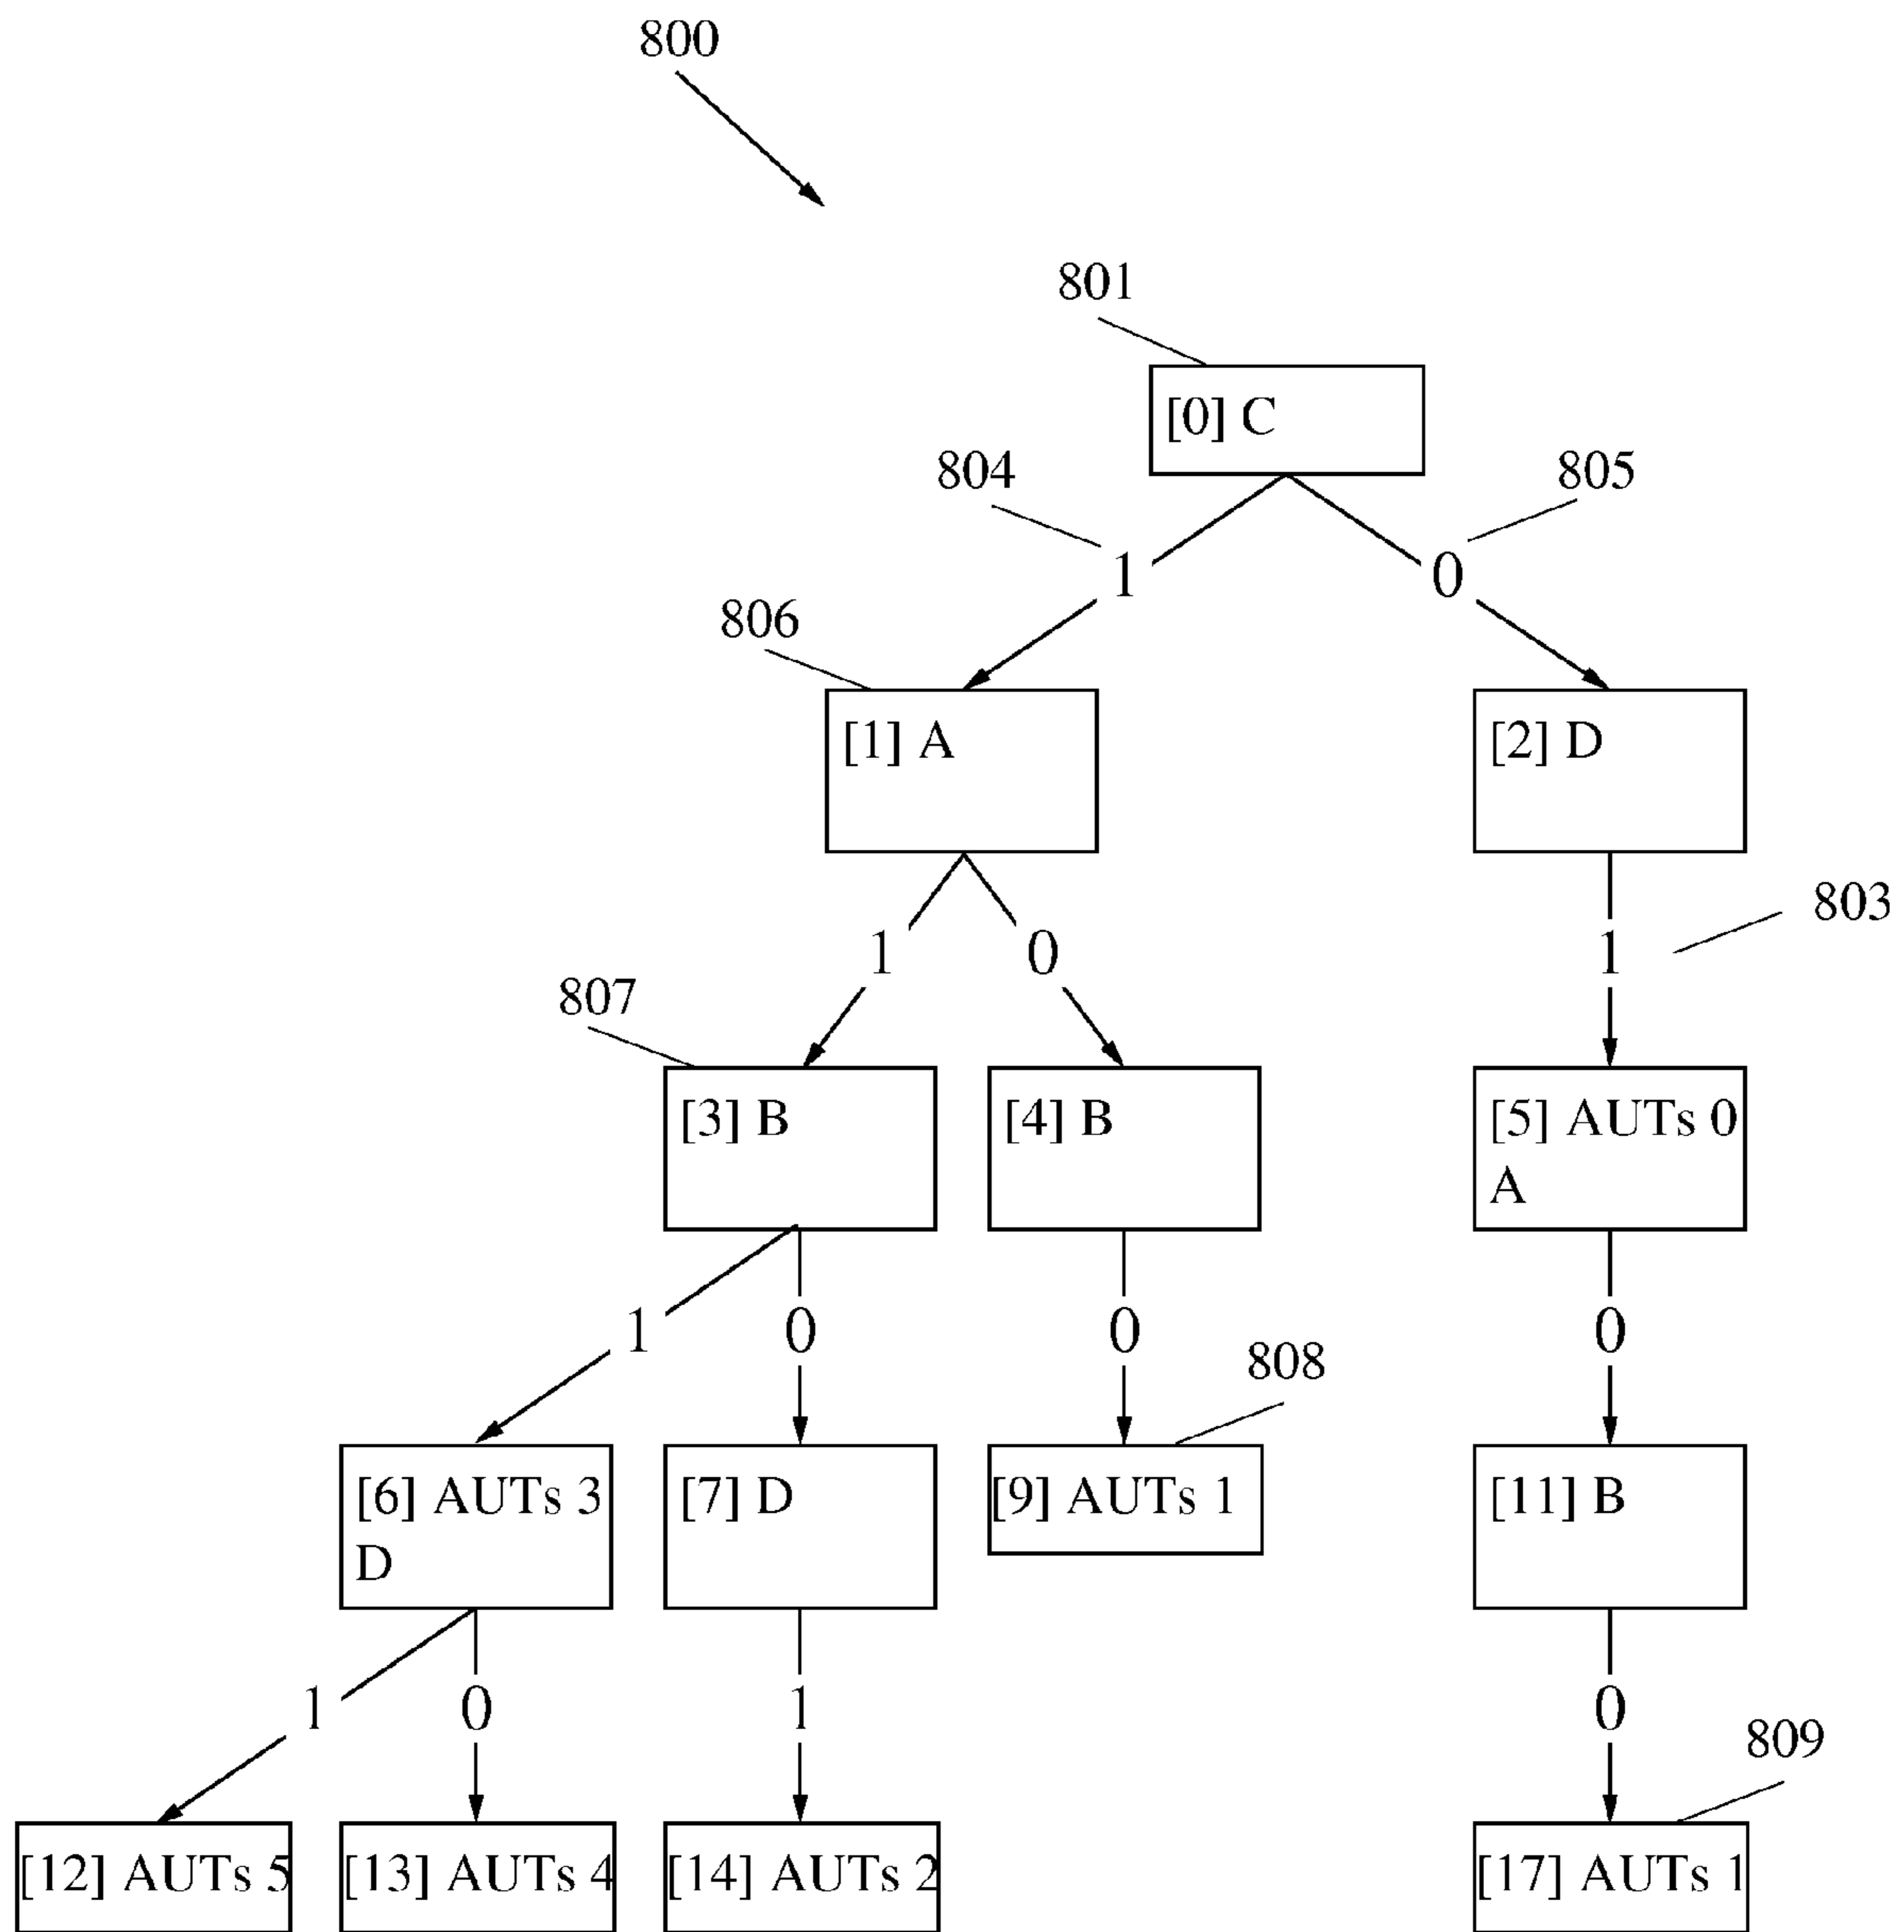 800
801
[0] C
804
805
1
0
806
[1] A
[2] D
803
1
0
1
807
[3] B
[4] B
[5] AUTs 0
A
1
0
0
0
808
[6] AUTs 3
D
[7] D
[9] AUTs 1
[11] B
1
0
1
0
809
[12] AUTs 5
[13] AUTs 4
[14] AUTs 2
[17] AUTs 1